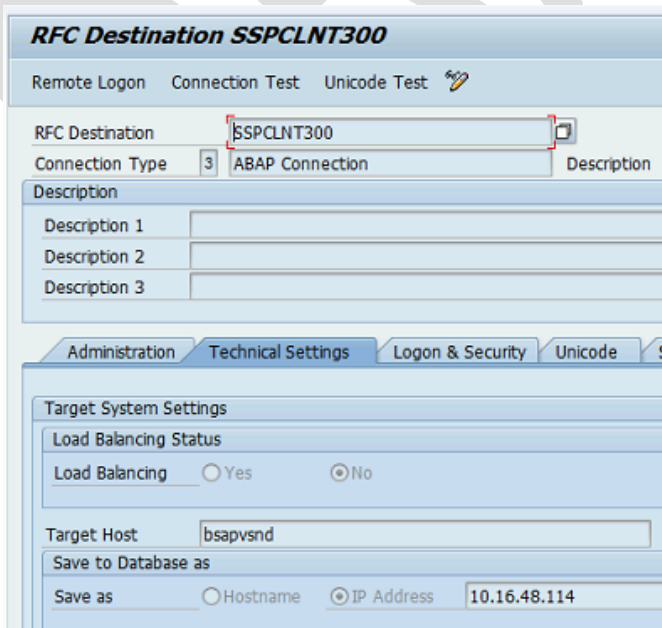 RFC Destination SSPCLNT300
Remote Logon Connection Test Unicode Test
RFC Destination SSPCLNT300
Connection Type 3 ABAP Connection Description
Description
Description 1
Description 2
Description 3
Administration Technical Settings Logon & Security Unicode S
Target System Settings
Load Balancing Status
Load Balancing Yes No
Target Host bsapvsnd
Save to Database as
Save as Hostname IP Address 10.16.48.114